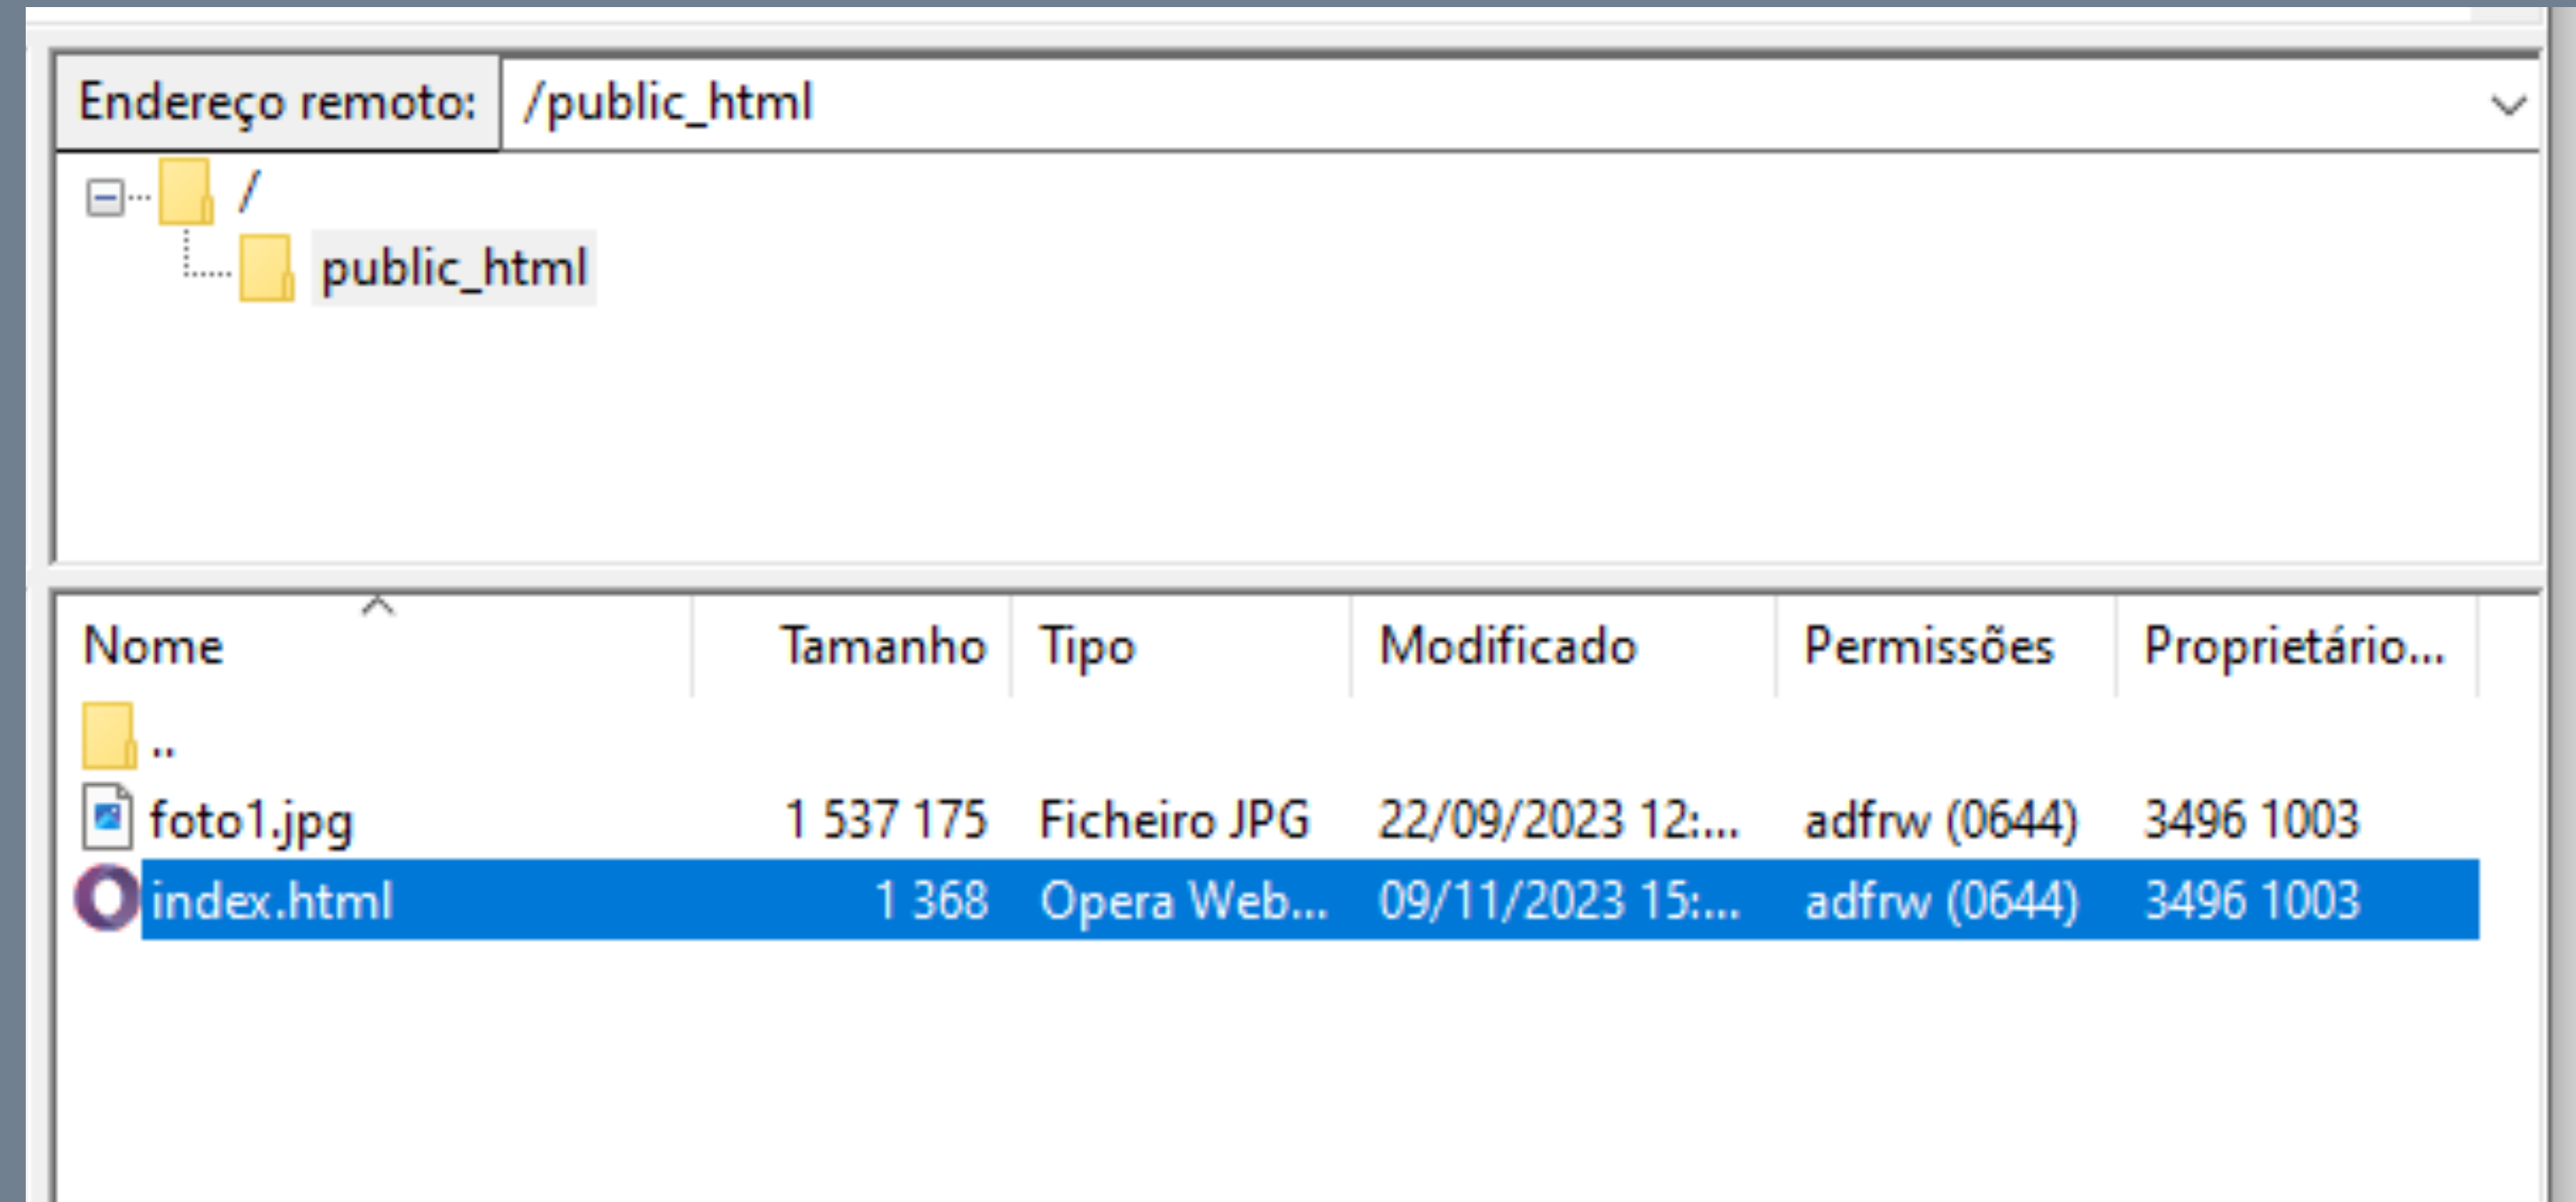 Endereço remoto: /public_html
/
public_html
Nome Tamanho Tipo Modificado Permissões Proprietário...
..
foto1.jpg 1 537 175 Ficheiro JPG 22/09/2023 12:... adfrw (0644) 3496 1003
index.html 1 368 Opera Web... 09/11/2023 15:... adfrw (0644) 3496 1003